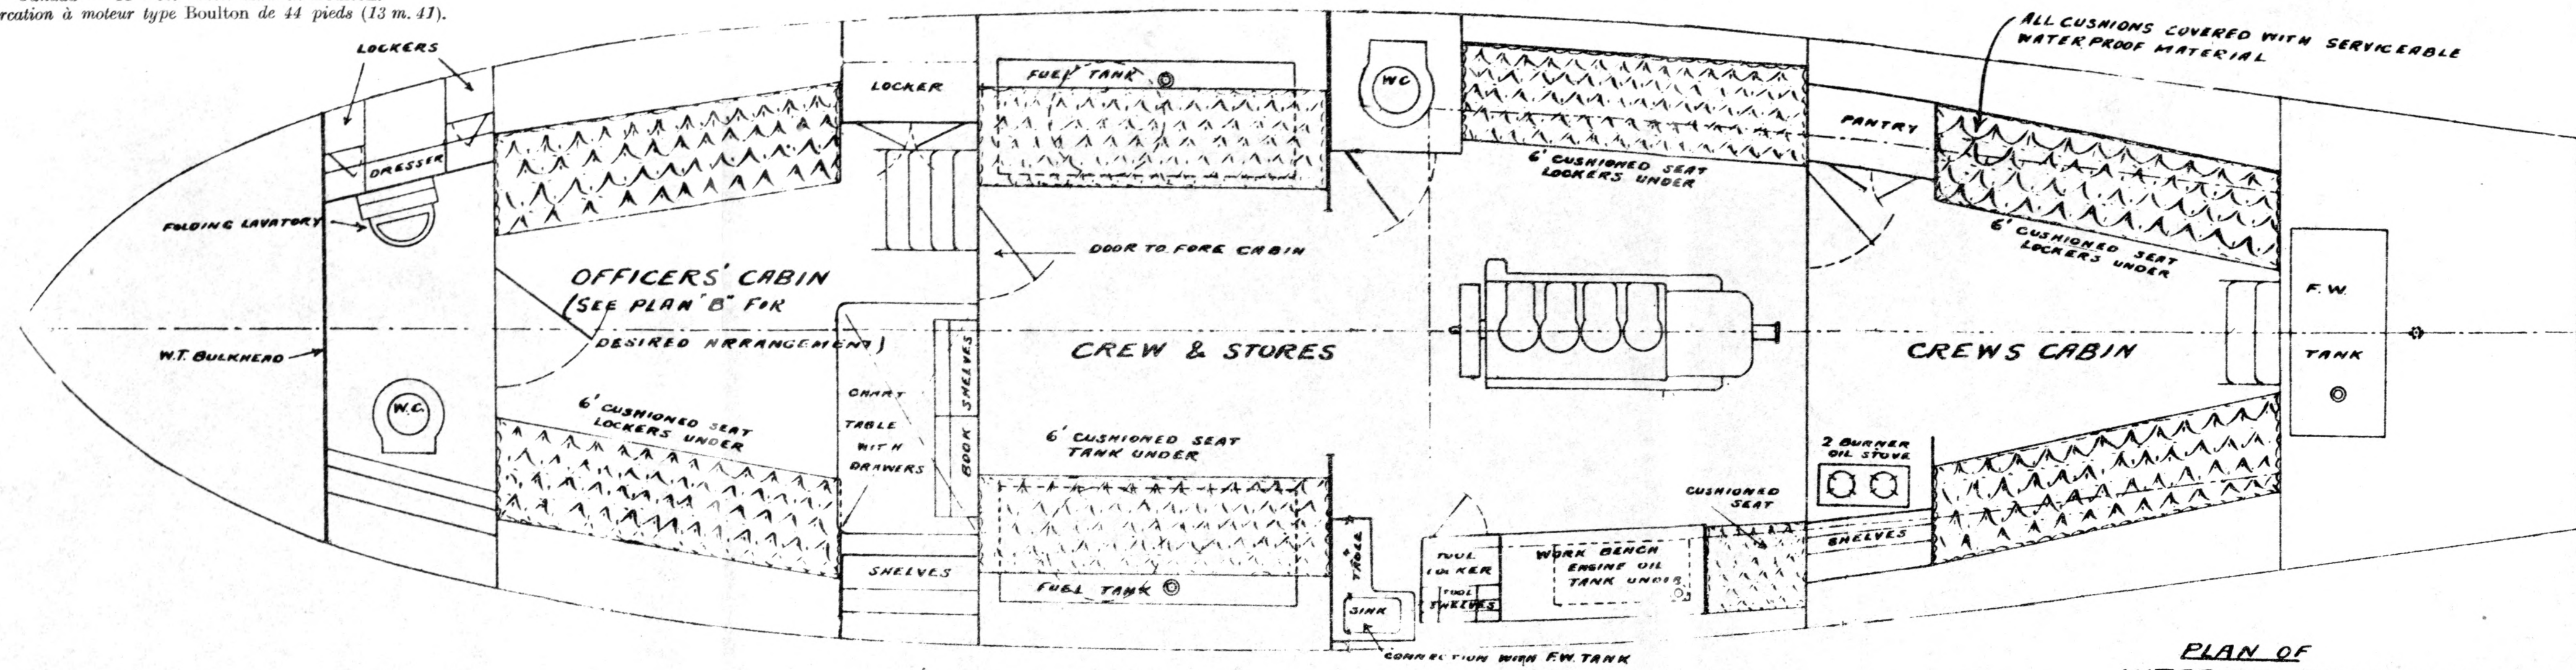 rcation à moteur type Boulton de 44 pieds (13 m. 41).
LOCKERS
DRESSER
FOLDING LAVATORY
W.T. BULKHEAD
W.C.
OFFICERS' CABIN
(SEE PLAN "B" FOR
DESIRED ARRANGEMENT)
6' CUSHIONED SEAT
LOCKERS UNDER
LOCKER
CHART
TABLE
WITH
DRAWERS
BOOK SHELVES
SHELVES
FUEL TANK
DOOR TO FORE CABIN
CREW & STORES
6' CUSHIONED SEAT
TANK UNDER
FUEL TANK
WC
6' CUSHIONED SEAT
LOCKERS UNDER
TABLE
SINK
CONNECTION WITH F.W. TANK
TOOL
LOCKER
TOOL
SHELVES
WORK BENCH
ENGINE OIL
TANK UNDER
CUSHIONED
SEAT
ALL CUSHIONS COVERED WITH SERVICEABLE
WATERPROOF MATERIAL
PANTRY
6' CUSHIONED SEAT
LOCKERS UNDER
CREWS CABIN
2 BURNER
OIL STOVE
SHELVES
F.W.
TANK
PLAN OF